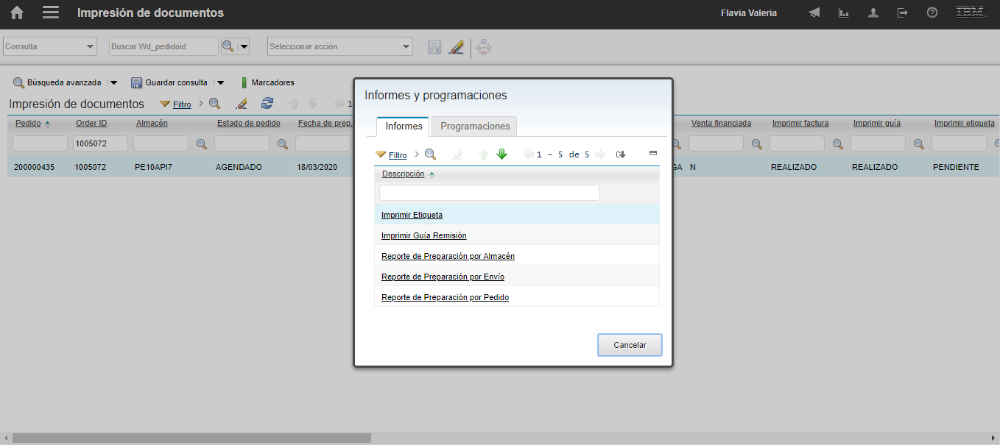 Impresión de documentos
Flavia Valeria
IBM.
Consulta
Buscar Wd_pedidoid
Seleccionar acción
Búsqueda avanzada
Guardar consulta
Marcadores
Impresión de documentos
Filtro
1
Pedido
Order ID
Almacén
Estado de pedido
Fecha de prep.
Venta financiada
Imprimir factura
Imprimir guía
Imprimir etiqueta
1005072
200000435
1005072
PE10API7
AGENDADO
18/03/2020
GA
N
REALIZADO
REALIZADO
PENDIENTE
Informes y programaciones
Informes
Programaciones
Filtro
1 - 5 de 5
Descripción
Imprimir Etiqueta
Imprimir Guía Remisión
Reporte de Preparación por Almacén
Reporte de Preparación por Envío
Reporte de Preparación por Pedido
Cancelar